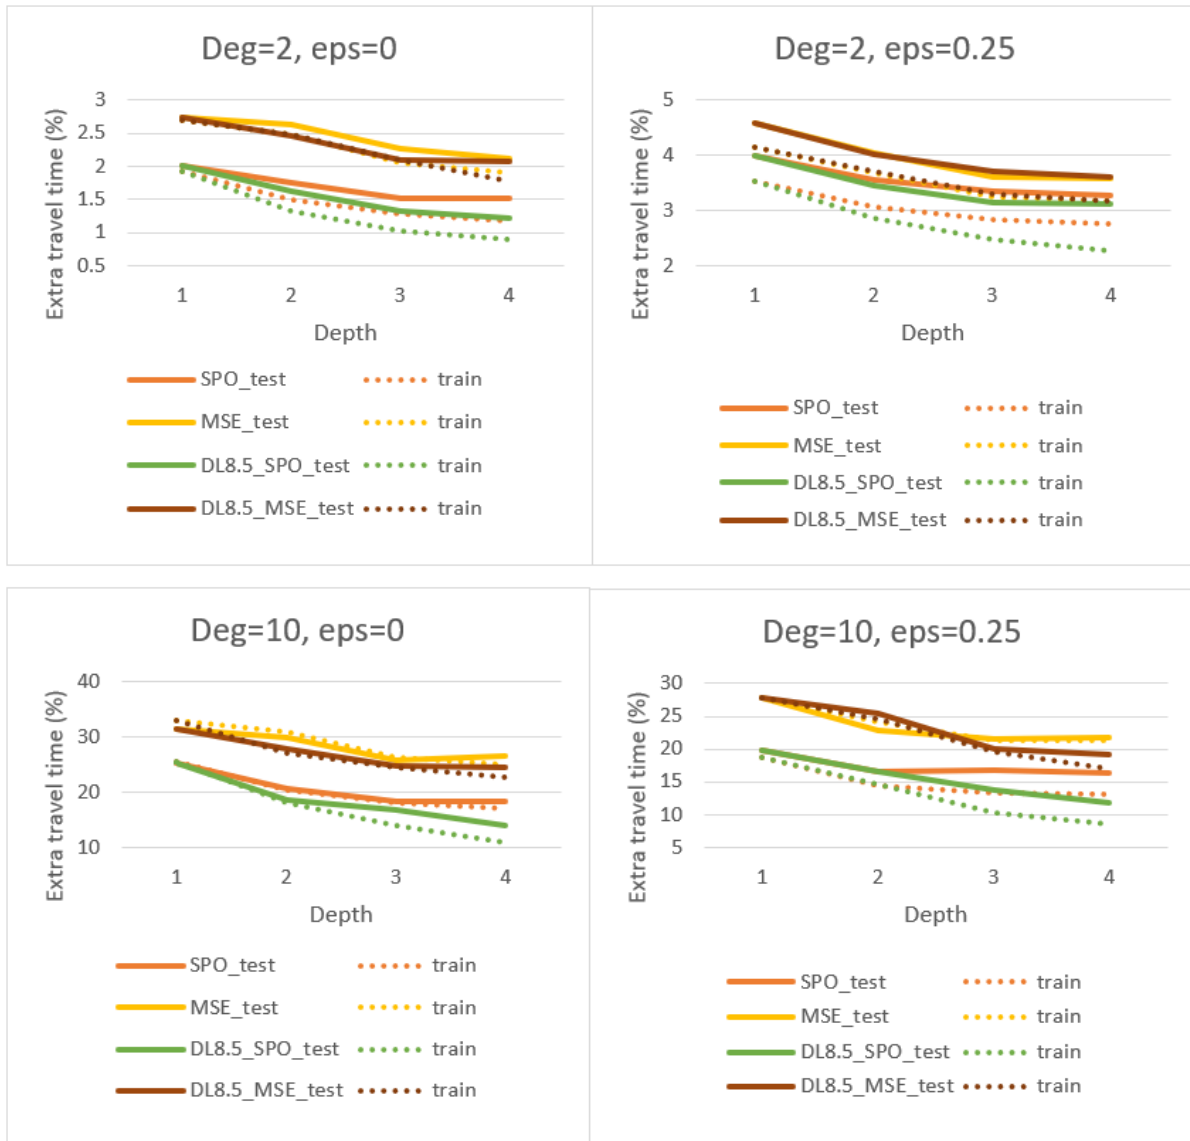 Deg=2, eps=0
Extra travel time (%)
3
2.5
2
1.5
1
0.5
1 2 3 4
Depth
SPO_test train
MSE_test train
DL8.5_SPO_test train
DL8.5_MSE_test train
Deg=2, eps=0.25
Extra travel time (%)
5
4
3
2
1 2 3 4
Depth
SPO_test train
MSE_test train
DL8.5_SPO_test train
DL8.5_MSE_test train
Deg=10, eps=0
Extra travel time (%)
40
30
20
10
1 2 3 4
Depth
SPO_test train
MSE_test train
DL8.5_SPO_test train
DL8.5_MSE_test train
Deg=10, eps=0.25
Extra travel time (%)
30
25
20
15
10
5
1 2 3 4
Depth
SPO_test train
MSE_test train
DL8.5_SPO_test train
DL8.5_MSE_test train